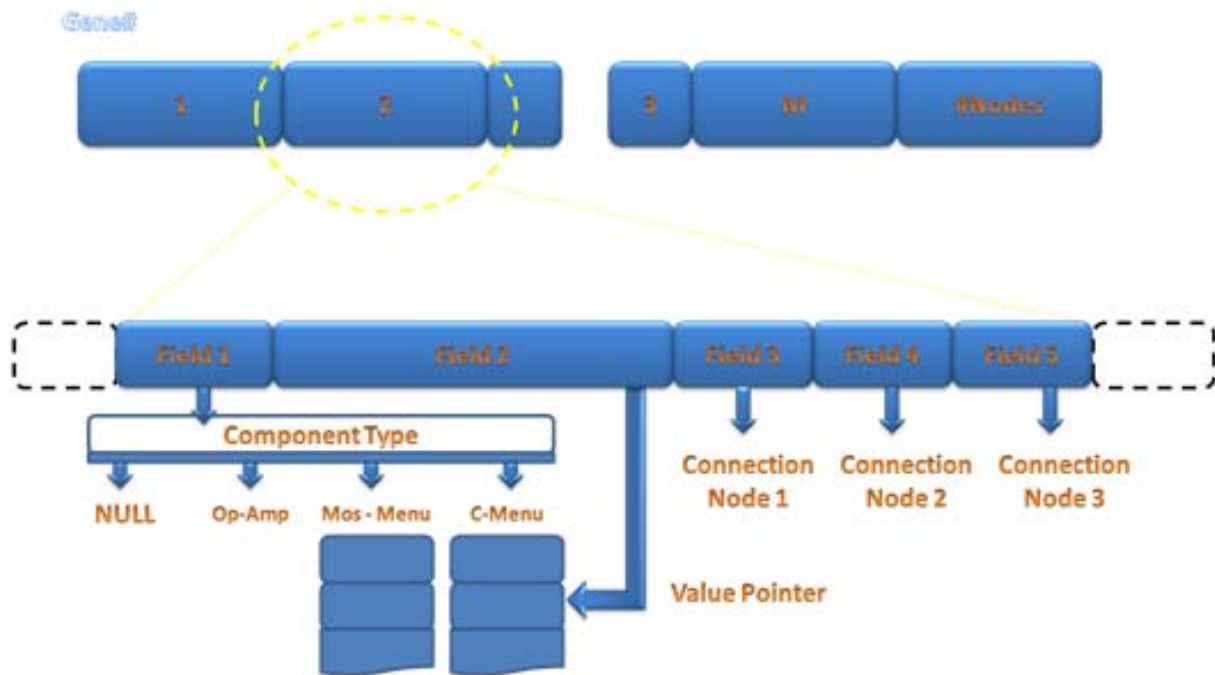 Gene#
1
2
3
M
#Nodes
Field 1
Field 2
Field 3
Field 4
Field 5
Component Type
NULL
Op-Amp
Mos - Menu
C-Menu
Connection
Node 1
Connection
Node 2
Connection
Node 3
Value Pointer